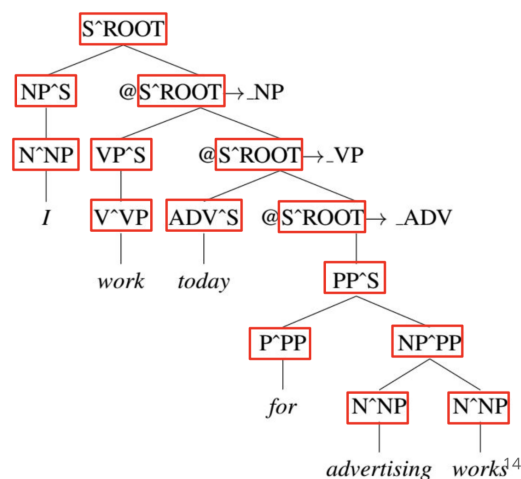 S^ROOT
NP^S @S^ROOT→_NP
N^NP VP^S @S^ROOT→_VP
I V^VP ADV^S @S^ROOT→ _ADV
work today PP^S
P^PP NP^PP
for N^NP N^NP
advertising works
14